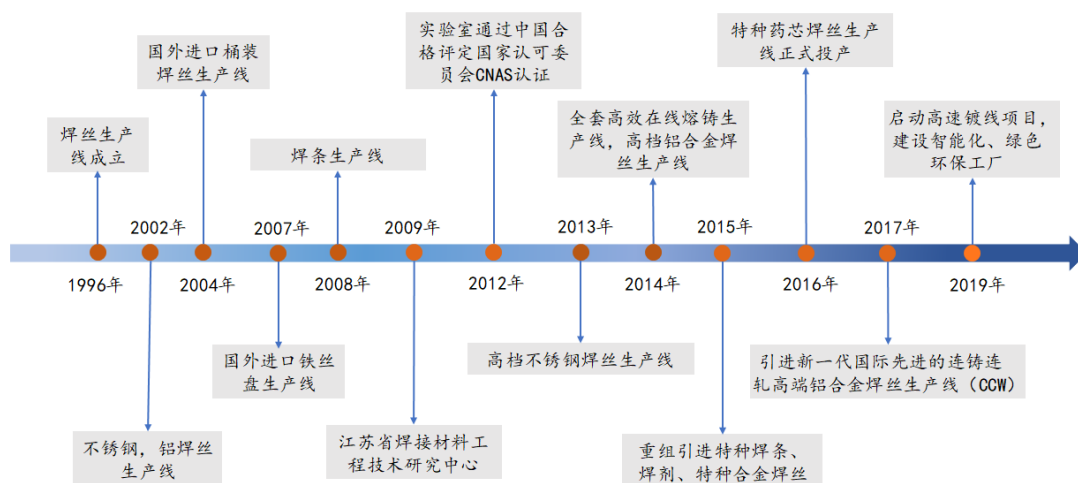 国外进口桶装
焊丝生产线
实验室通过中国合
格评定国家认可委
员会CNAS认证
特种药芯焊丝生产
线正式投产
焊丝生产
线成立
焊条生产线
全套高效在线熔铸生
产线，高档铝合金焊
丝生产线
启动高速镀线项目，
建设智能化、绿色
环保工厂
2002年
2007年
2009年
2013年
2015年
2017年
1996年
2004年
2008年
2012年
2014年
2016年
2019年
国外进口铁丝
盘生产线
高档不锈钢焊丝生产线
引进新一代国际先进的连铸连
轧高端铝合金焊丝生产线（CCW）
不锈钢，铝焊丝
生产线
江苏省焊接材料工
程技术研究中心
重组引进特种焊条、
焊剂、特种合金焊丝